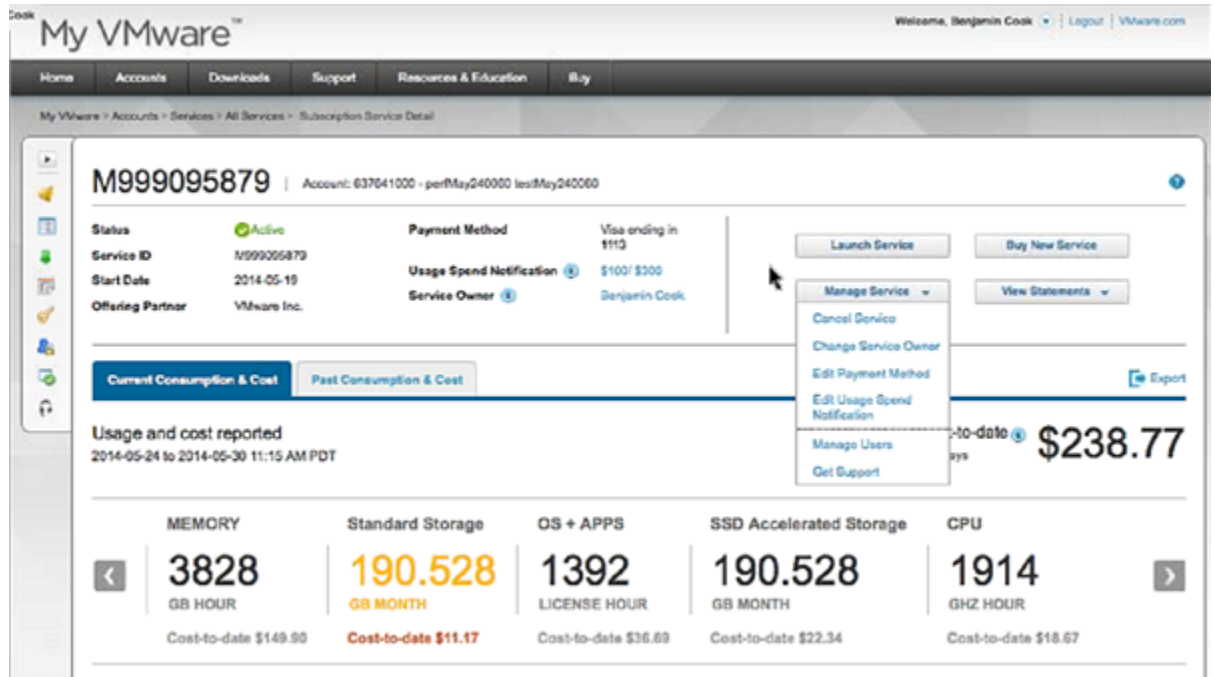 Cook
My VMware™
Welcome, Benjamin Cook | Logout | VMware.com
Home Accounts Downloads Support Resources & Education Buy
My VMware > Accounts > Services > All Services > Subscription Service Detail
M999095879 | Account: 637641000 - perfMay240060 testMay240060
Status Active
Service ID M999095879
Start Date 2014-05-19
Offering Partner VMware Inc.
Payment Method Visa ending in
1113
Usage Spend Notification $100/ $300
Service Owner Benjamin Cook
Launch Service Buy New Service
Manage Service View Statements
Cancel Service
Change Service Owner
Edit Payment Method
Edit Usage Spend
Notification
Manage Users
Get Support
Current Consumption & Cost Past Consumption & Cost
Export
Usage and cost reported
2014-05-24 to 2014-05-30 11:15 AM PDT
t-to-date $238.77
ays
MEMORY Standard Storage OS + APPS SSD Accelerated Storage CPU
3828 190.528 1392 190.528 1914
GB HOUR GB MONTH LICENSE HOUR GB MONTH GHZ HOUR
Cost-to-date $149.90 Cost-to-date $11.17 Cost-to-date $36.69 Cost-to-date $22.34 Cost-to-date $18.67